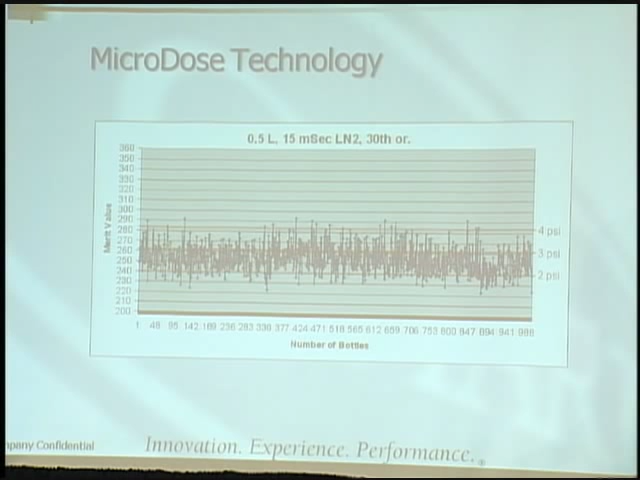 MicroDose Technology
0.5 L, 15 mSec LN2, 30th or.
360
350
340
330
320
310
300
290
280
270
260
250
240
230
220
210
200
Merit Value
4 psi
3 psi
2 psi
1 48 95 142 189 236 283 330 377 424 471 518 565 612 659 706 753 800 847 894 941 988
Number of Bottles
mpany Confidential
Innovation. Experience. Performance.®